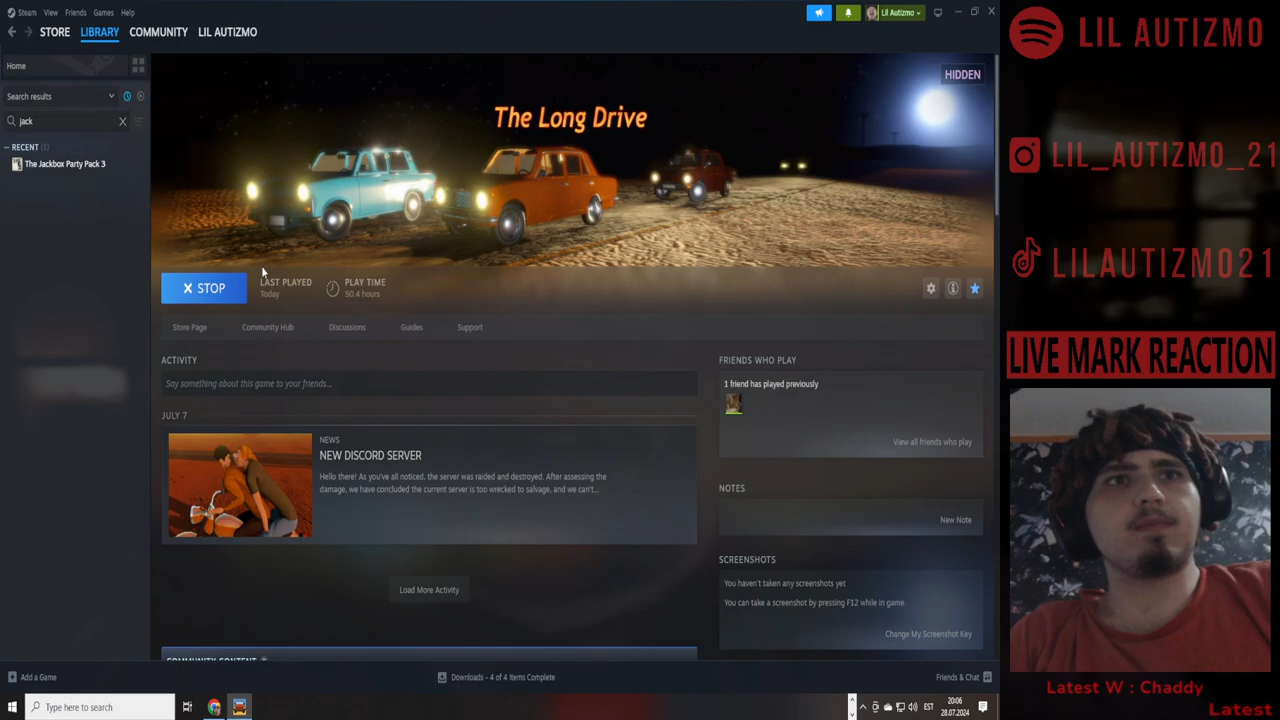 Steam View Friends Games Help
Lil Autizmo
STORE LIBRARY COMMUNITY LIL AUTIZMO
Home
Search results
jack
RECENT (1)
The Jackbox Party Pack 3
The Long Drive
HIDDEN
STOP
LAST PLAYED
Today
PLAY TIME
50.4 hours
Store Page Community Hub Discussions Guides Support
ACTIVITY
Say something about this game to your friends...
JULY 7
NEWS
NEW DISCORD SERVER
Hello there! As you've all noticed, the server was raided and destroyed. After assessing the
damage, we have concluded the current server is too wrecked to salvage, and we can't...
Load More Activity
COMMUNITY CONTENT
FRIENDS WHO PLAY
1 friend has played previously
View all friends who play
NOTES
New Note
SCREENSHOTS
You haven't taken any screenshots yet
You can take a screenshot by pressing F12 while in game.
Change My Screenshot Key
Add a Game
Downloads - 4 of 4 Items Complete
Friends & Chat
Type here to search
EST
20:06
28.07.2024
LIL AUTIZMO
LIL_AUTIZMO_21
LILAUTIZMO21
LIVE MARK REACTION
Latest W : Chaddy
Latest